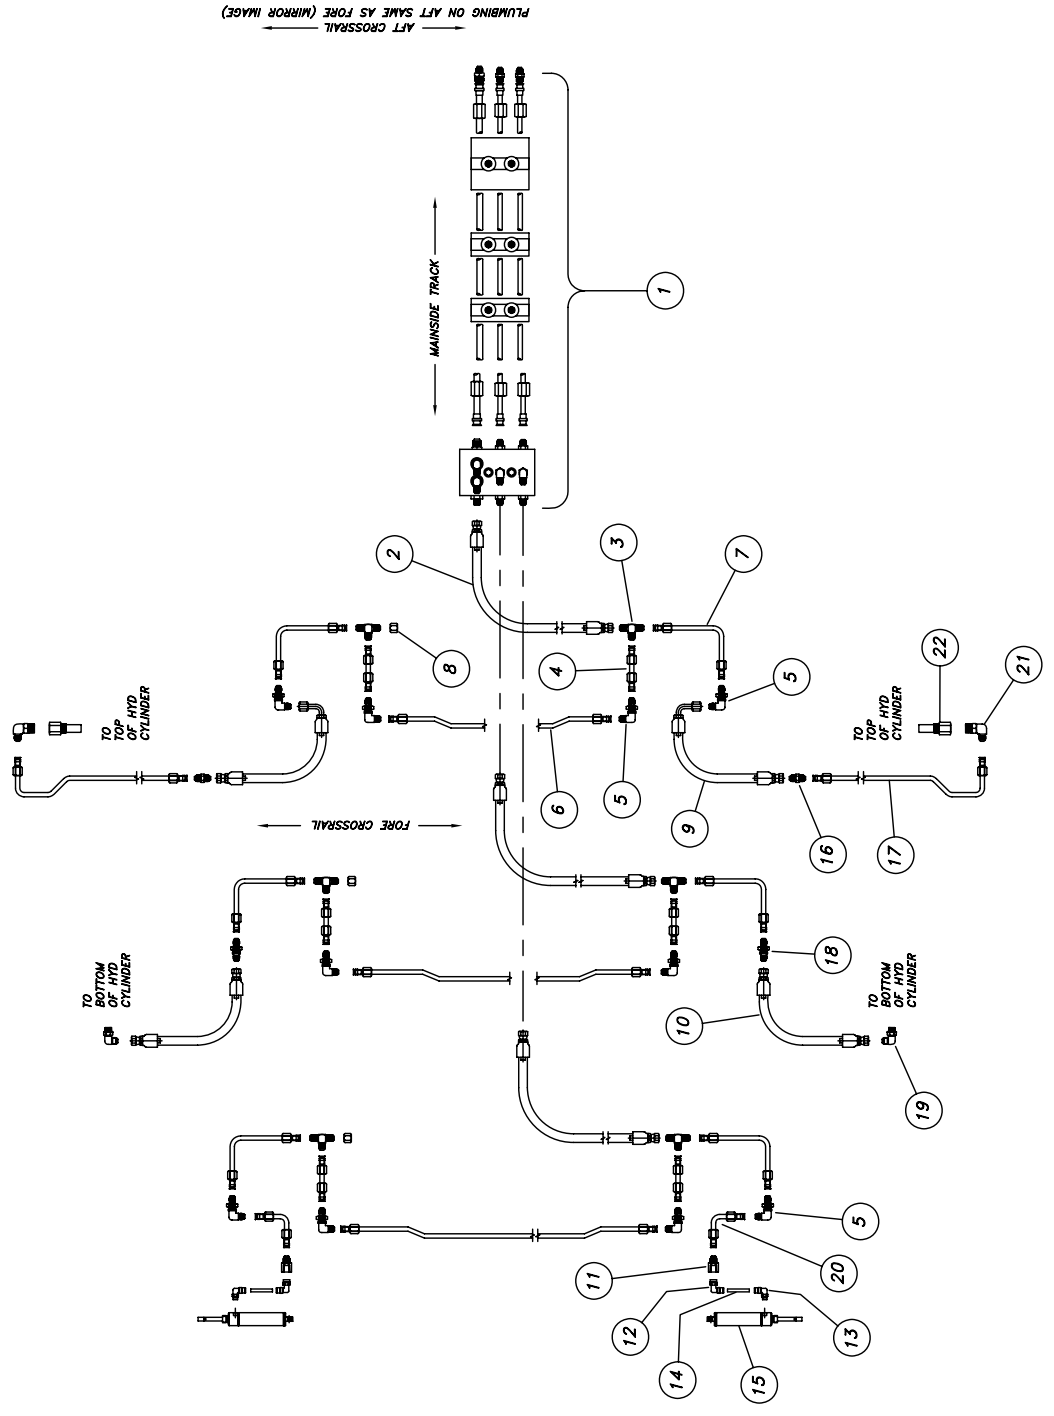 PLUMBING ON AFT SAME AS FORE (MIRROR IMAGE)
AFT CROSSRAIL
MAINSIDE TRACK
1
2
3
7
8
4
5
6
5
22
21
TO
TOP
OF HYD
CYLINDER
TO
TOP
OF HYD
CYLINDER
9
16
17
FORE CROSSRAIL
TO
BOTTOM
OF HYD
CYLINDER
TO
BOTTOM
OF HYD
CYLINDER
18
10
19
5
20
11
12
13
14
15